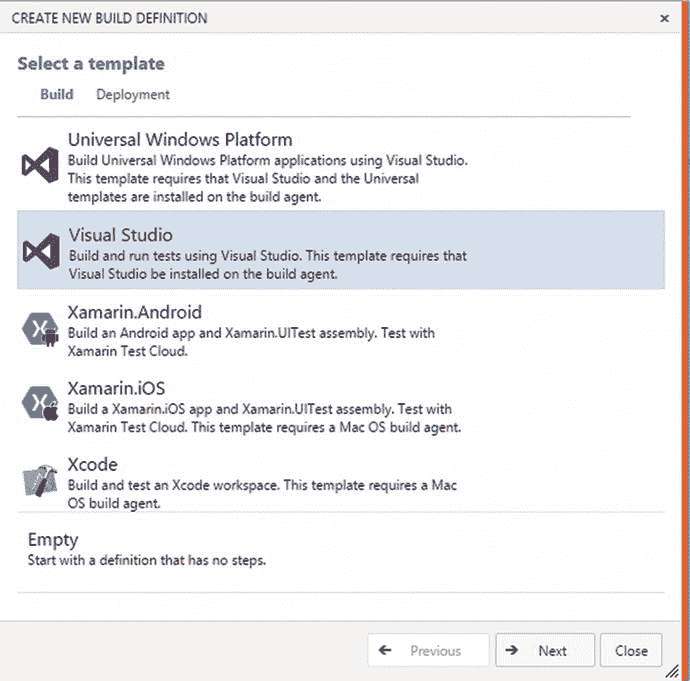 CREATE NEW BUILD DEFINITION
Select a template
Build Deployment
Universal Windows Platform
Build Universal Windows Platform applications using Visual Studio.
This template requires that Visual Studio and the Universal
templates are installed on the build agent.
Visual Studio
Build and run tests using Visual Studio. This template requires that
Visual Studio be installed on the build agent.
Xamarin.Android
Build an Android app and Xamarin.UITest assembly. Test with
Xamarin Test Cloud.
Xamarin.iOS
Build a Xamarin.iOS app and Xamarin.UITest assembly. Test with
Xamarin Test Cloud. This template requires a Mac OS build agent.
Xcode
Build and test an Xcode workspace. This template requires a Mac
OS build agent.
Empty
Start with a definition that has no steps.
Previous Next Close